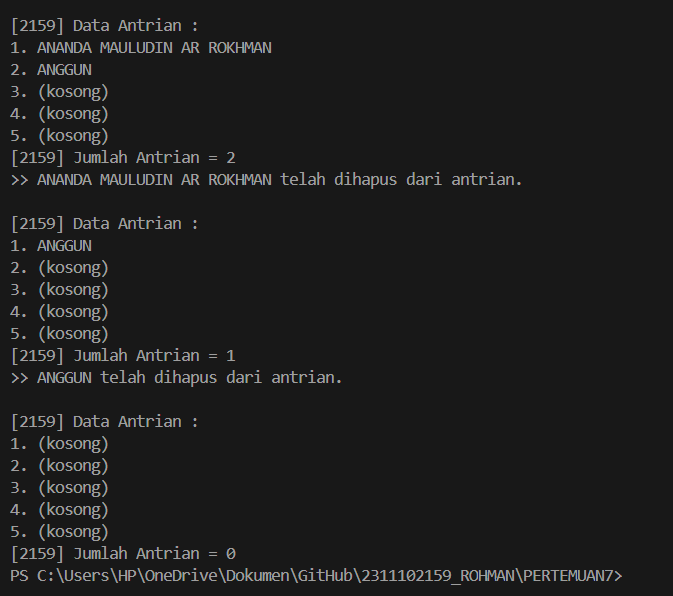 [2159] Data Antrian :
1. ANANDA MAULUDIN AR ROKHMAN
2. ANGGUN
3. (kosong)
4. (kosong)
5. (kosong)
[2159] Jumlah Antrian = 2
>> ANANDA MAULUDIN AR ROKHMAN telah dihapus dari antrian.
[2159] Data Antrian :
1. ANGGUN
2. (kosong)
3. (kosong)
4. (kosong)
5. (kosong)
[2159] Jumlah Antrian = 1
>> ANGGUN telah dihapus dari antrian.
[2159] Data Antrian :
1. (kosong)
2. (kosong)
3. (kosong)
4. (kosong)
5. (kosong)
[2159] Jumlah Antrian = 0
PS C:\Users\HP\OneDrive\Dokumen\GitHub\2311102159_ROHMAN\PERTEMUAN7>